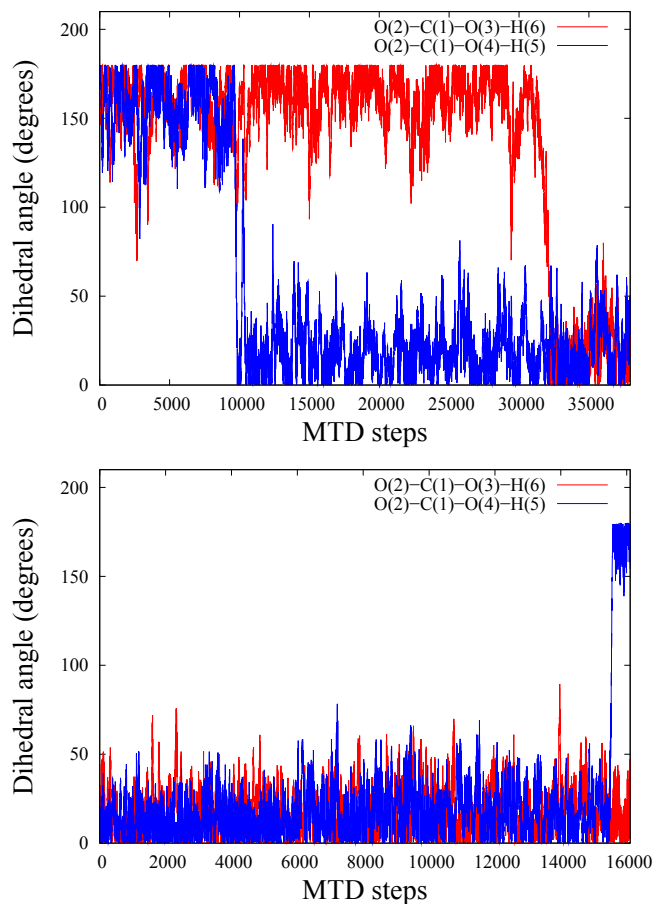 O(2)−C(1)−O(3)−H(6)
O(2)−C(1)−O(4)−H(5)
Dihedral angle (degrees)
200
150
100
50
0
0 5000 10000 15000 20000 25000 30000 35000
MTD steps
O(2)−C(1)−O(3)−H(6)
O(2)−C(1)−O(4)−H(5)
Dihedral angle (degrees)
200
150
100
50
0
0 2000 4000 6000 8000 10000 12000 14000 16000
MTD steps